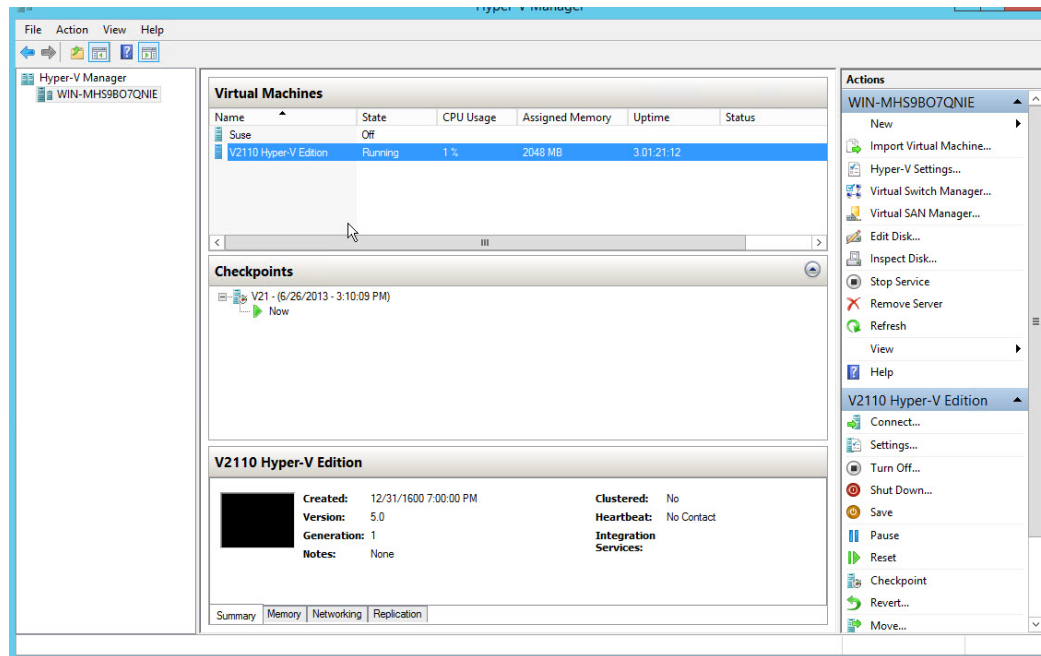 Hyper-V Manager
File Action View Help
Hyper-V Manager
WIN-MHS9BO7QNIE
Virtual Machines
Name State CPU Usage Assigned Memory Uptime Status
Suse Off
V2110 Hyper-V Edition Running 1 % 2048 MB 3.01:21:12
Checkpoints
V21 - (6/26/2013 - 3:10:09 PM)
Now
V2110 Hyper-V Edition
Created: 12/31/1600 7:00:00 PM Clustered: No
Version: 5.0 Heartbeat: No Contact
Generation: 1 Integration
Services:
Notes: None
Summary Memory Networking Replication
Actions
WIN-MHS9BO7QNIE
New
Import Virtual Machine...
Hyper-V Settings...
Virtual Switch Manager...
Virtual SAN Manager...
Edit Disk...
Inspect Disk...
Stop Service
Remove Server
Refresh
View
Help
V2110 Hyper-V Edition
Connect...
Settings...
Turn Off...
Shut Down...
Save
Pause
Reset
Checkpoint
Revert...
Move...